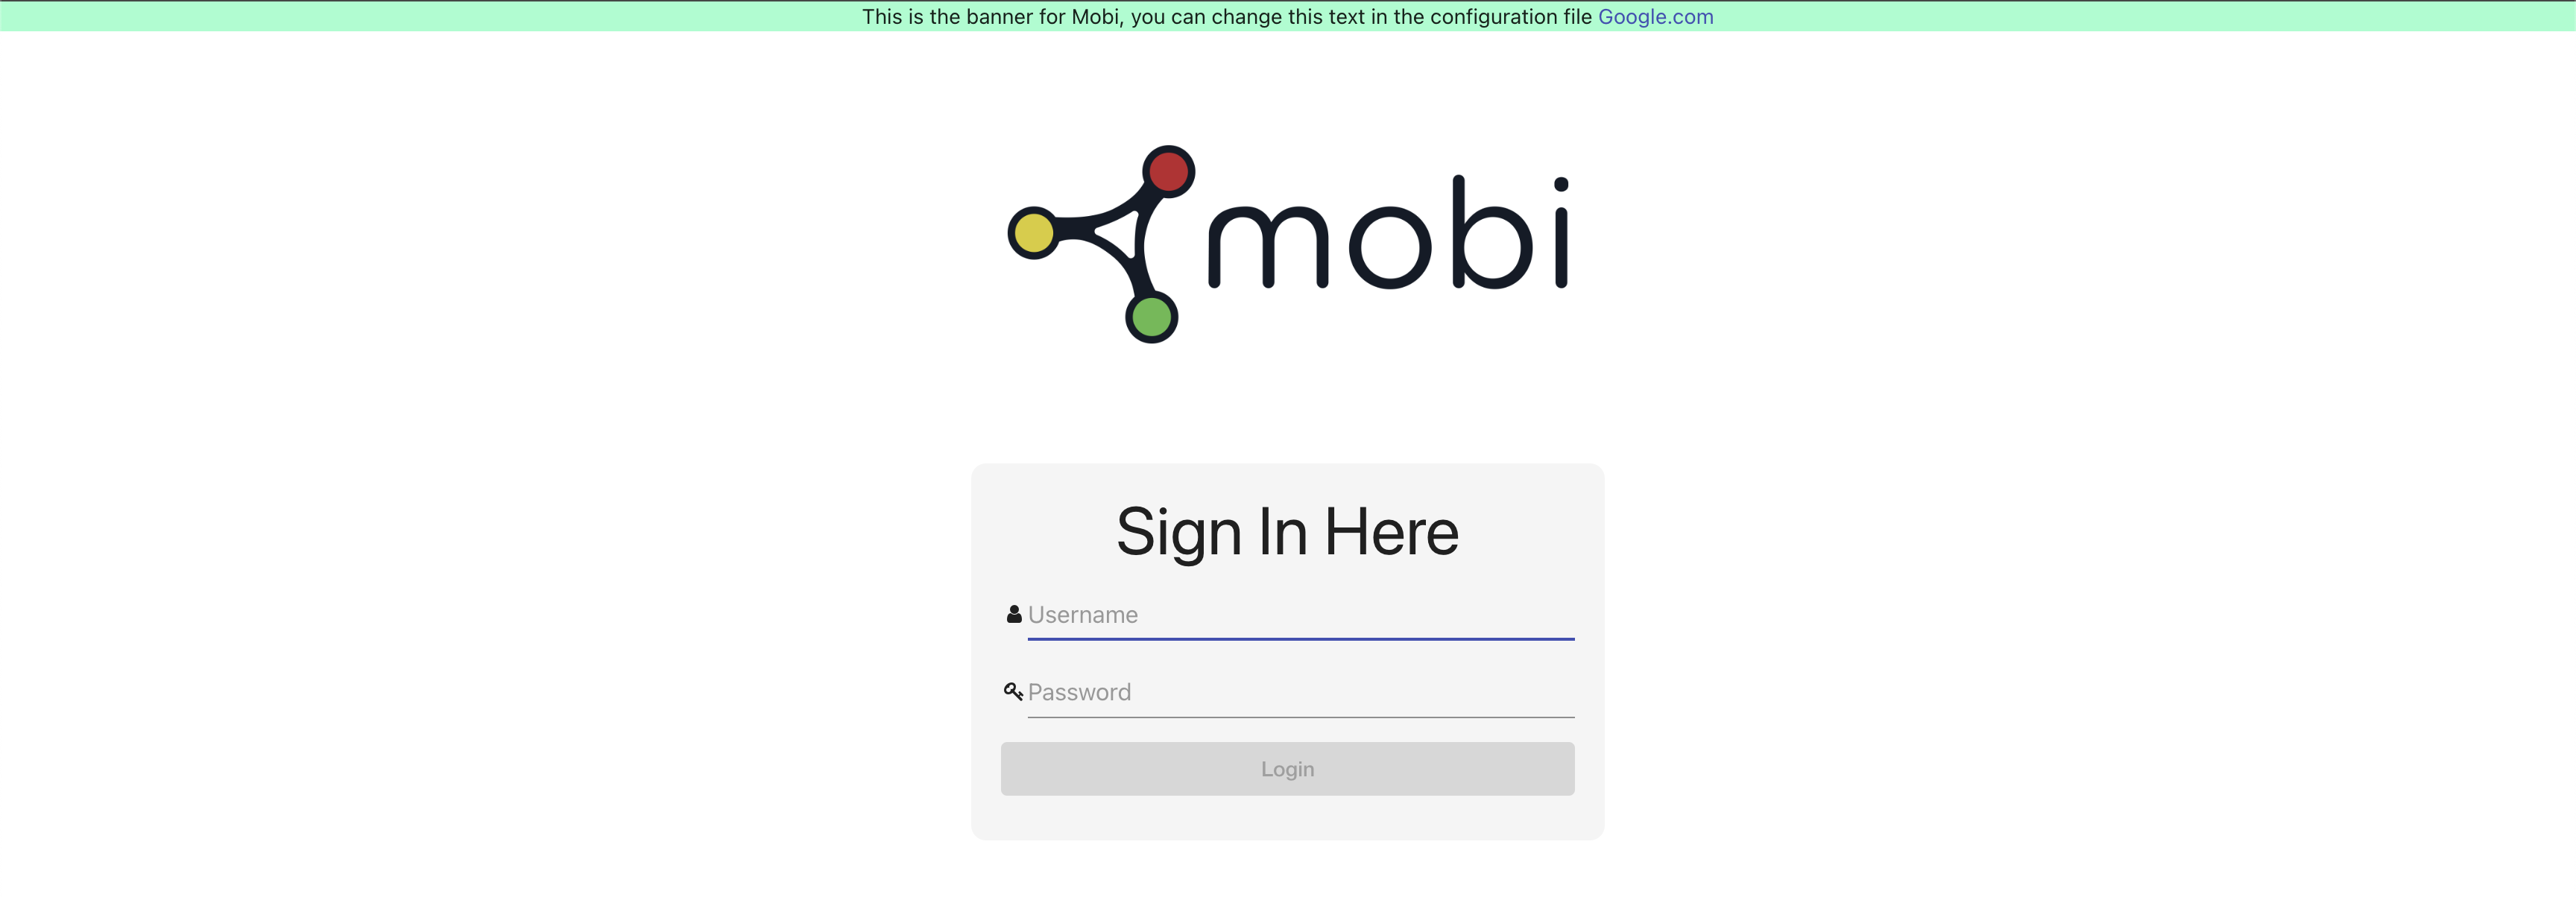 This is the banner for Mobi, you can change this text in the configuration file Google.com
mobi
Sign In Here
Username
Password
Login